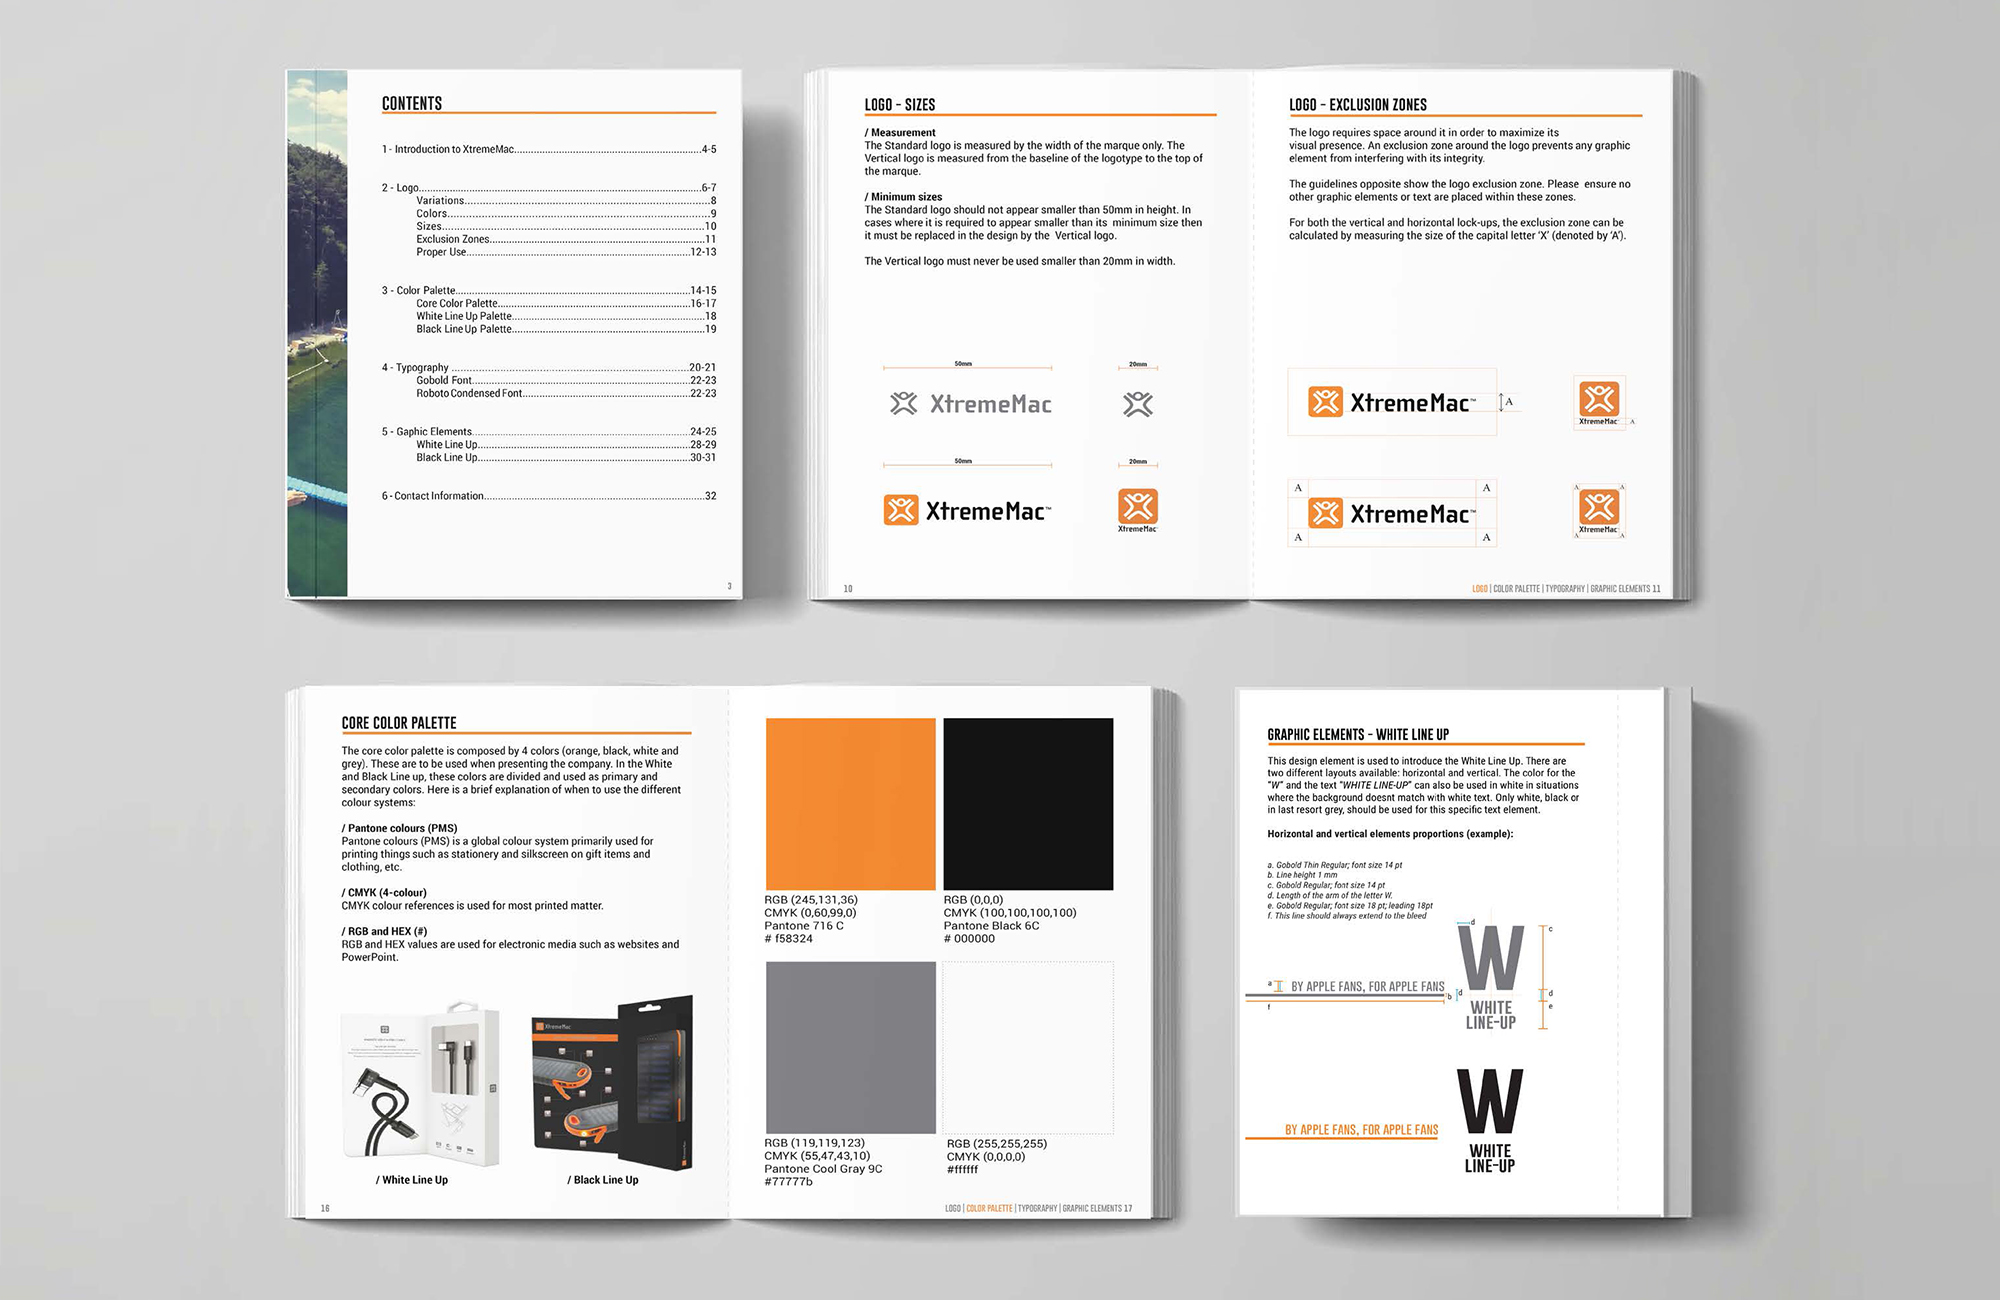 CONTENTS
1 - Introduction to XtremeMac....................................................................4-5
2 - Logo......................................................................................................6-7
Variations.........................................................................................8
Colors...............................................................................................9
Sizes.................................................................................................10
Exclusion Zones..............................................................................11
Proper Use..................................................................................12-13
3 - Color Palette....................................................................................14-15
Core Color Palette.....................................................................16-17
White Line Up Palette.....................................................................18
Black Line Up Palette......................................................................19
4 - Typography ......................................................................................20-21
Gobold Font................................................................................22-23
Roboto Condensed Font............................................................22-23
5 - Gaphic Elements..............................................................................24-25
White Line Up..............................................................................28-29
Black Line Up..............................................................................30-31
6 - Contact Information................................................................................32
3
LOGO - SIZES
/ Measurement
The Standard logo is measured by the width of the marque only. The
Vertical logo is measured from the baseline of the logotype to the top of
the marque.
/ Minimum sizes
The Standard logo should not appear smaller than 50mm in height. In
cases where it is required to appear smaller than its minimum size then
it must be replaced in the design by the Vertical logo.
The Vertical logo must never be used smaller than 20mm in width.
50mm
20mm
XtremeMac
50mm
20mm
XtremeMac™
XtremeMac
10
LOGO - EXCLUSION ZONES
The logo requires space around it in order to maximize its
visual presence. An exclusion zone around the logo prevents any graphic
element from interfering with its integrity.
The guidelines opposite show the logo exclusion zone. Please ensure no
other graphic elements or text are placed within these zones.
For both the vertical and horizontal lock-ups, the exclusion zone can be
calculated by measuring the size of the capital letter ‘X’ (denoted by ‘A’).
XtremeMac™
A
XtremeMac
A
A
A
XtremeMac™
A
A
A
A
XtremeMac
A
A
LOGO | COLOR PALETTE | TYPOGRAPHY | GRAPHIC ELEMENTS 11
CORE COLOR PALETTE
The core color palette is composed by 4 colors (orange, black, white and
grey). These are to be used when presenting the company. In the White
and Black Line up, these colors are divided and used as primary and
secondary colors. Here is a brief explanation of when to use the different
colour systems:
/ Pantone colours (PMS)
Pantone colours (PMS) is a global colour system primarily used for
printing things such as stationery and silkscreen on gift items and
clothing, etc.
/ CMYK (4-colour)
CMYK colour references is used for most printed matter.
/ RGB and HEX (#)
RGB and HEX values are used for electronic media such as websites and
PowerPoint.
XtremeMac
/ White Line Up
/ Black Line Up
16
RGB (245,131,36)
CMYK (0,60,99,0)
Pantone 716 C
# f58324
RGB (0,0,0)
CMYK (100,100,100,100)
Pantone Black 6C
# 000000
RGB (119,119,123)
CMYK (55,47,43,10)
Pantone Cool Gray 9C
#77777b
RGB (255,255,255)
CMYK (0,0,0,0)
#ffffff
LOGO | COLOR PALETTE | TYPOGRAPHY | GRAPHIC ELEMENTS 17
GRAPHIC ELEMENTS - WHITE LINE UP
This design element is used to introduce the White Line Up. There are
two different layouts available: horizontal and vertical. The color for the
“W” and the text “WHITE LINE-UP” can also be used in white in situations
where the background doesnt match with white text. Only white, black or
in last resort grey, should be used for this specific text element.
Horizontal and vertical elements proportions (example):
a. Gobold Thin Regular; font size 14 pt
b. Line height 1 mm
c. Gobold Regular; font size 14 pt
d. Length of the arm of the letter W.
e. Gobold Regular; font size 18 pt; leading 18pt
f. This line should always extend to the bleed
d
c
W
a
BY APPLE FANS, FOR APPLE FANS
b
d
d
f
e
WHITE
LINE-UP
W
BY APPLE FANS, FOR APPLE FANS
WHITE
LINE-UP